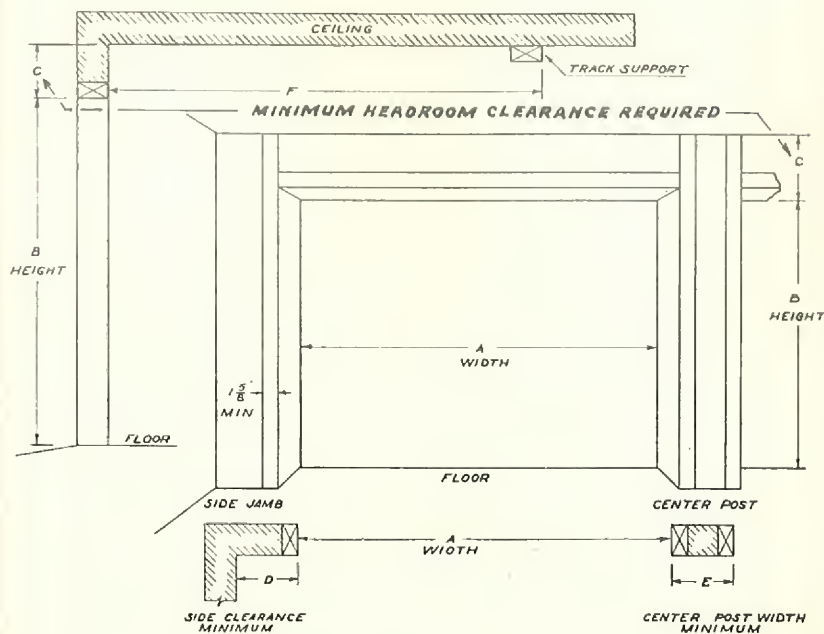 CEILING
TRACK SUPPORT
C
F
MINIMUM HEADROOM CLEARANCE REQUIRED
C
B
HEIGHT
B
HEIGHT
A
WIDTH
1 5/8
MIN
FLOOR
FLOOR
SIDE JAMB
CENTER POST
A
WIDTH
D
E
SIDE CLEARANCE
MINIMUM
CENTER POST WIDTH
MINIMUM